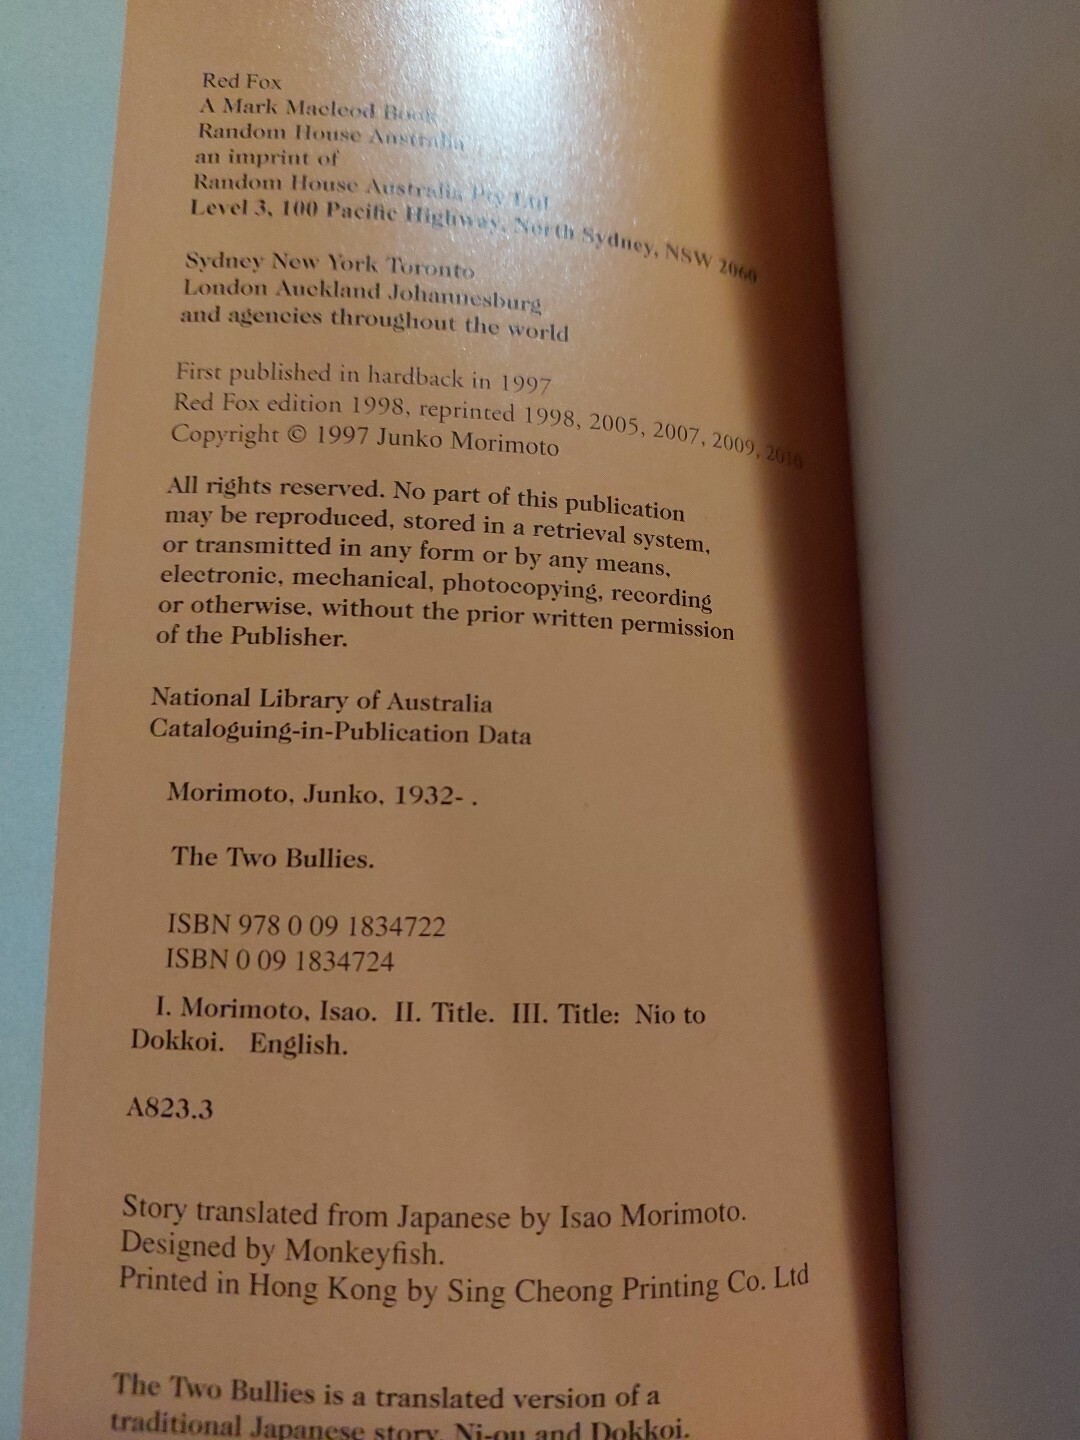 Red Fox
A Mark Macleod Book
Random House Australia
an imprint of
Random House Australia Pty Ltd
Level 3, 100 Pacific Highway, North Sydney, NSW 2060
Sydney New York Toronto
London Auckland Johannesburg
and agencies throughout the world
First published in hardback in 1997
Red Fox edition 1998, reprinted 1998, 2005, 2007, 2009, 2010
Copyright © 1997 Junko Morimoto
All rights reserved. No part of this publication
may be reproduced, stored in a retrieval system,
or transmitted in any form or by any means,
electronic, mechanical, photocopying, recording
or otherwise, without the prior written permission
of the Publisher.
National Library of Australia
Cataloguing-in-Publication Data
Morimoto, Junko, 1932- .
The Two Bullies.
ISBN 978 0 09 1834722
ISBN 0 09 1834724
I. Morimoto, Isao. II. Title. III. Title: Nio to
Dokkoi. English.
A823.3
Story translated from Japanese by Isao Morimoto.
Designed by Monkeyfish.
Printed in Hong Kong by Sing Cheong Printing Co. Ltd
The Two Bullies is a translated version of a
traditional Japanese story, Ni-ou and Dokkoi.